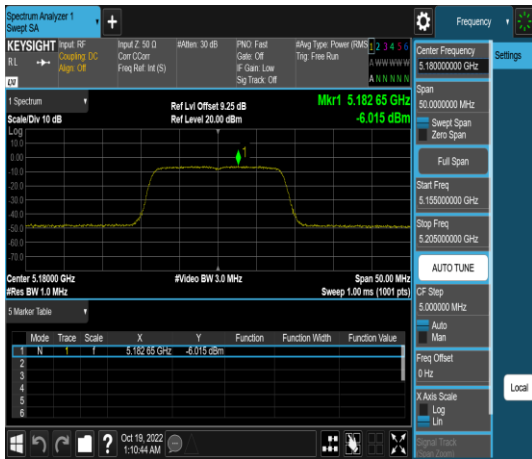 Spectrum Analyzer 1
Swept SA
+
Frequency
KEYSIGHT
RL
LXI
Input: RF
Coupling: DC
Align: Off
Input Z: 50 Ω
Corr CCorr
Freq Ref: Int (S)
#Atten: 30 dB
PNO: Fast
Gate: Off
IF Gain: Low
Sig Track: Off
#Avg Type: Power (RMS
Trig: Free Run
1 2 3 4 5 6
A W W W W W
A N N N N N
1 Spectrum
Scale/Div 10 dB
Ref Lvl Offset 9.25 dB
Ref Level 20.00 dBm
Mkr1 5.182 65 GHz
-6.015 dBm
Log
10.0
0.00
-10.0
-20.0
-30.0
-40.0
-50.0
-60.0
-70.0
1
Center 5.18000 GHz
#Res BW 1.0 MHz
#Video BW 3.0 MHz
Span 50.00 MHz
Sweep 1.00 ms (1001 pts)
5 Marker Table
Mode Trace Scale X Y Function Function Width Function Value
1 N 1 f 5.182 65 GHz -6.015 dBm
2
3
4
5
6
Oct 19, 2022
1:10:44 AM
Center Frequency
5.180000000 GHz
Span
50.0000000 MHz
Swept Span
Zero Span
Full Span
Start Freq
5.155000000 GHz
Stop Freq
5.205000000 GHz
AUTO TUNE
CF Step
5.000000 MHz
Auto
Man
Freq Offset
0 Hz
X Axis Scale
Log
Lin
Signal Track
(Span Zoom)
Settings
Local